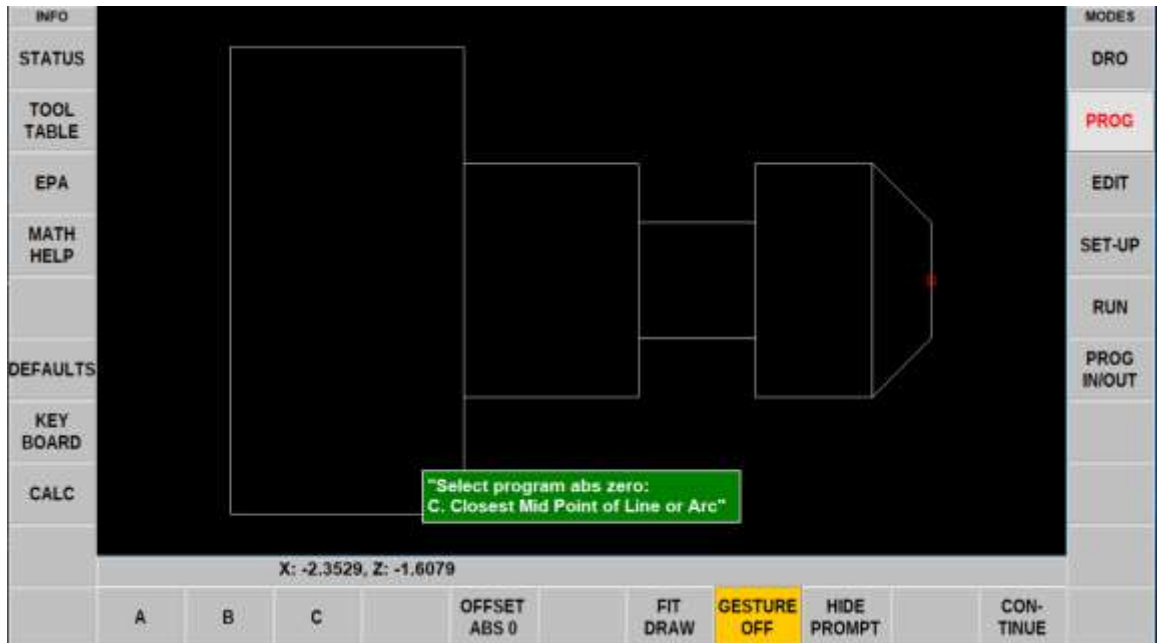 INFO
STATUS
TOOL
TABLE
EPA
MATH
HELP
DEFAULTS
KEY
BOARD
CALC
"Select program abs zero:
C. Closest Mid Point of Line or Arc"
MODES
DRO
PROG
EDIT
SET-UP
RUN
PROG
IN/OUT
X: -2.3529, Z: -1.6079
A
B
C
OFFSET
ABS 0
FIT
DRAW
GESTURE
OFF
HIDE
PROMPT
CON-
TINUE